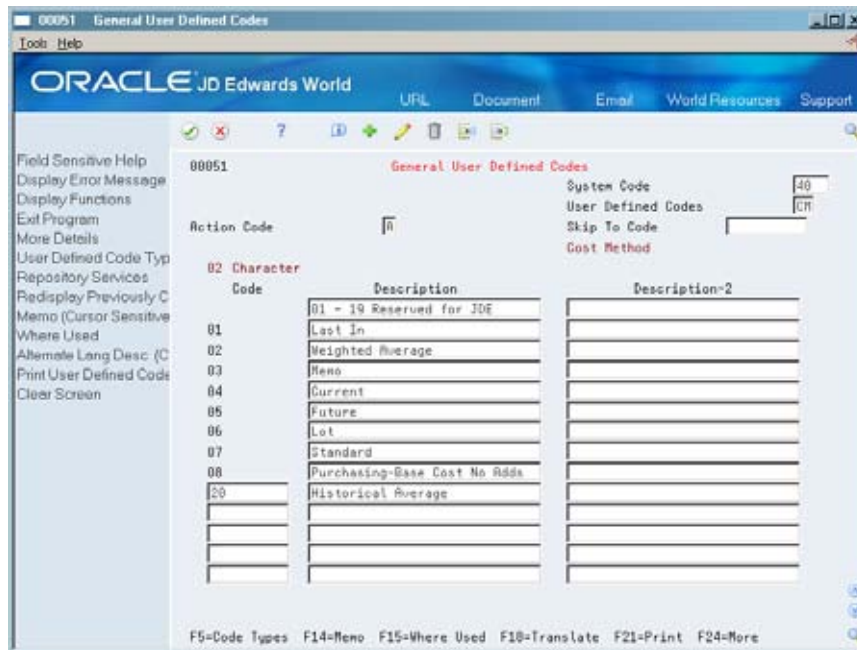 00051 General User Defined Codes
Tools Help
ORACLE JD Edwards World
URL Document Email World Resources Support
Field Sensitive Help
Display Error Message
Display Functions
Exit Program
More Details
User Defined Code Typ
Repository Services
Redisplay Previously C
Memo (Cursor Sensitive
Where Used
Alternate Lang Desc (C
Print User Defined Code
Clear Screen
00051 General User Defined Codes
System Code 40
User Defined Codes CM
Action Code A Skip To Code
Cost Method
02 Character
Code Description Description-2
01 - 19 Reserved for JDE
01 Last In
02 Weighted Average
03 Memo
04 Current
05 Future
06 Lot
07 Standard
08 Purchasing-Base Cost No Adds
20 Historical Average
F5=Code Types F14=Memo F15=Where Used F18=Translate F21=Print F24=More